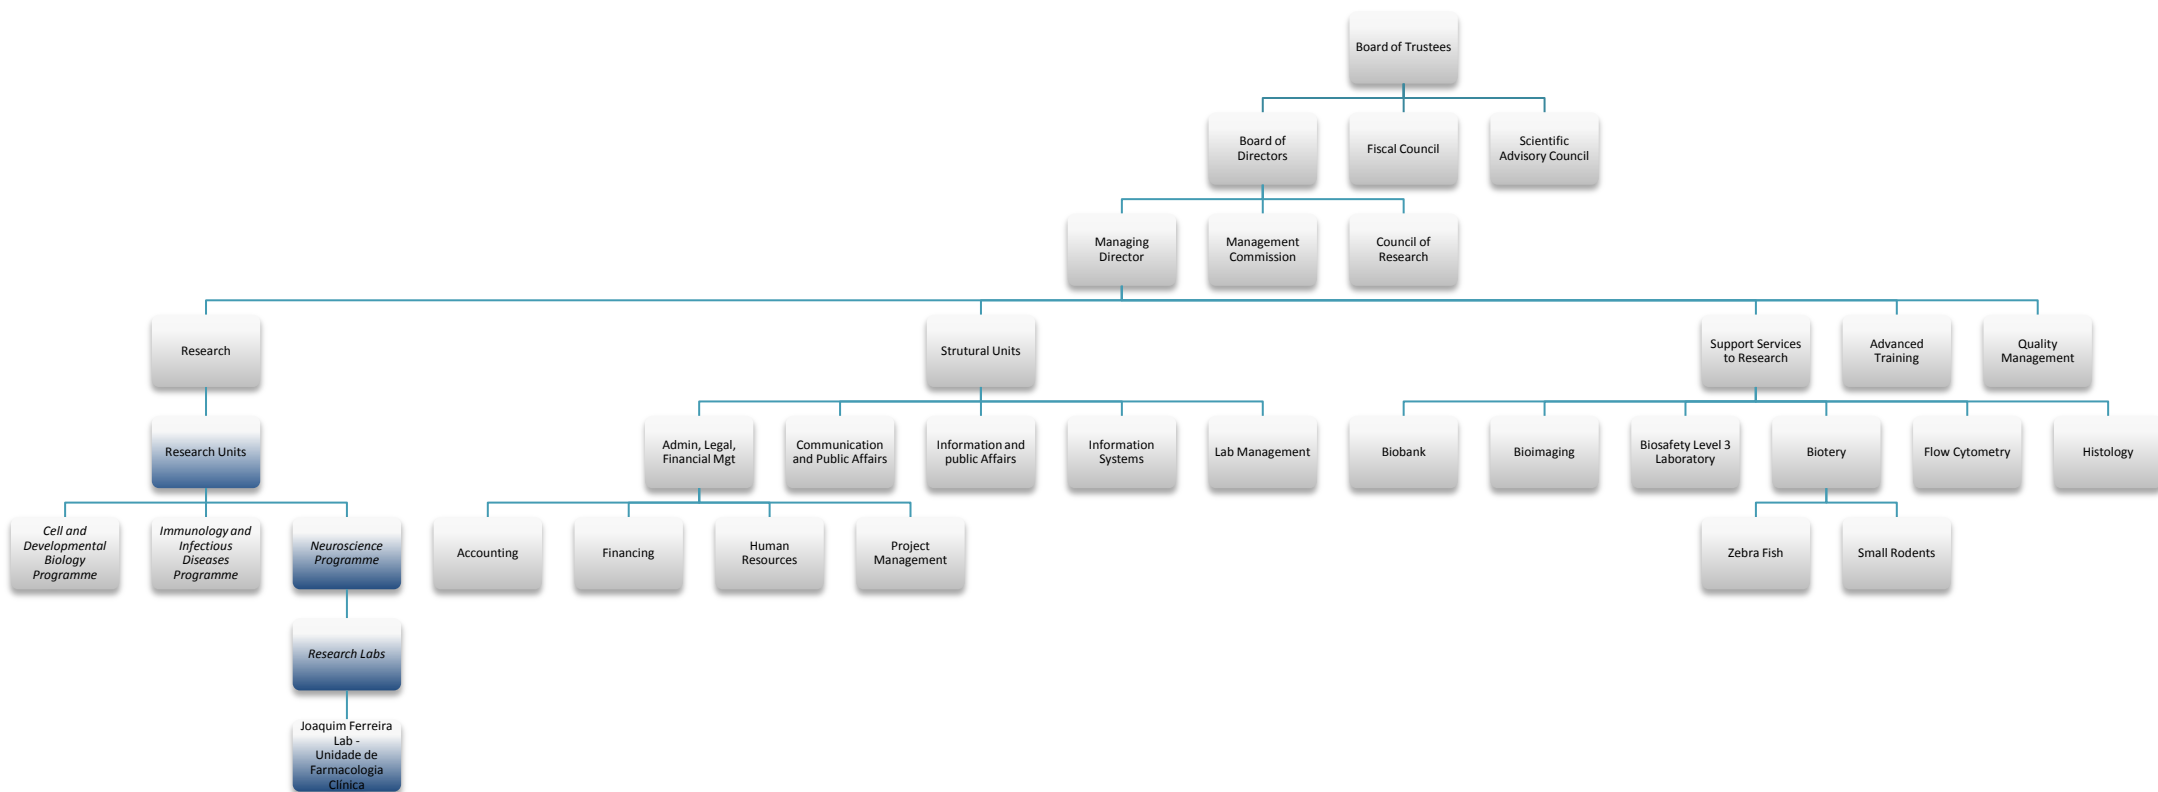 Board of Trustees
Board of
Directors
Fiscal Council
Scientific
Advisory Council
Managing
Director
Management
Commission
Council of
Research
Research
Strutural Units
Support Services
to Research
Advanced
Training
Quality
Management
Research Units
Admin, Legal,
Financial Mgt
Communication
and Public Affairs
Information and
public Affairs
Information
Systems
Lab Management
Biobank
Bioimaging
Biosafety Level 3
Laboratory
Biotery
Flow Cytometry
Histology
Cell and
Developmental
Biology
Programme
Immunology and
Infectious
Diseases
Programme
Neuroscience
Programme
Accounting
Financing
Human
Resources
Project
Management
Zebra Fish
Small Rodents
Research Labs
Joaquim Ferreira
Lab -
Unidade de
Farmacologia
Clínica